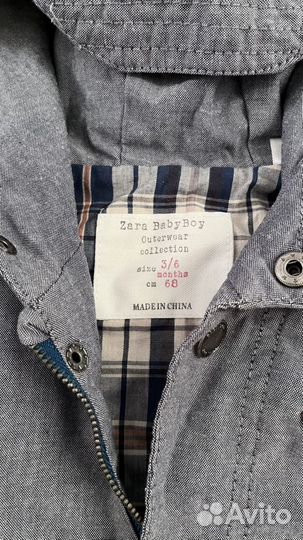 Zara BabyBoy
Outerwear
collection
size 3/6
months
cm 68
MADE IN CHINA
Avito